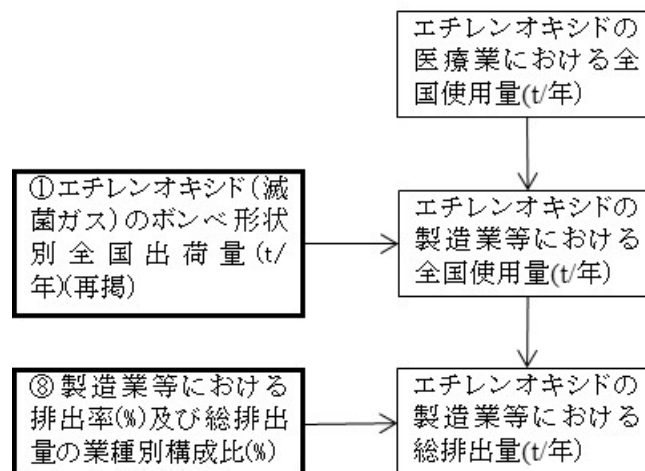 エチレンオキシドの
医療業における全
国使用量(t/年)
①エチレンオキシド(滅
菌ガス)のボンベ形状
別全国出荷量(t/
年)(再掲)
エチレンオキシドの
製造業等における
全国使用量(t/年)
⑧製造業等における
排出率(%)及び総排出
量の業種別構成比(%)
エチレンオキシドの
製造業等における
総排出量(t/年)